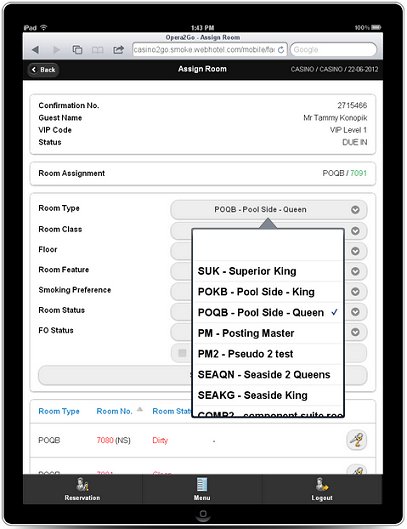 iPad 1:43 PM 100%
Opera2Go - Assign Room
casino2go.smoke.webhotel.com/mobile/fac
Google
Back Assign Room CASINO / CASINO / 22-06-2012
Confirmation No. 2715466
Guest Name Mr Tammy Konopik
VIP Code VIP Level 1
Status DUE IN
Room Assignment POQB / 7091
Room Type POQB - Pool Side - Queen
Room Class
Floor
Room Feature
Smoking Preference
Room Status
FO Status
SUK - Superior King
POKB - Pool Side - King
POQB - Pool Side - Queen ✓
PM - Posting Master
PM2 - Pseudo 2 test
SEAQN - Seaside 2 Queens
SEAKG - Seaside King
COMP2 - component suite roo
Room Type Room No. Room Stat
POQB 7080 (NS) Dirty -
POQB 7091 Clean
Reservation Menu Logout